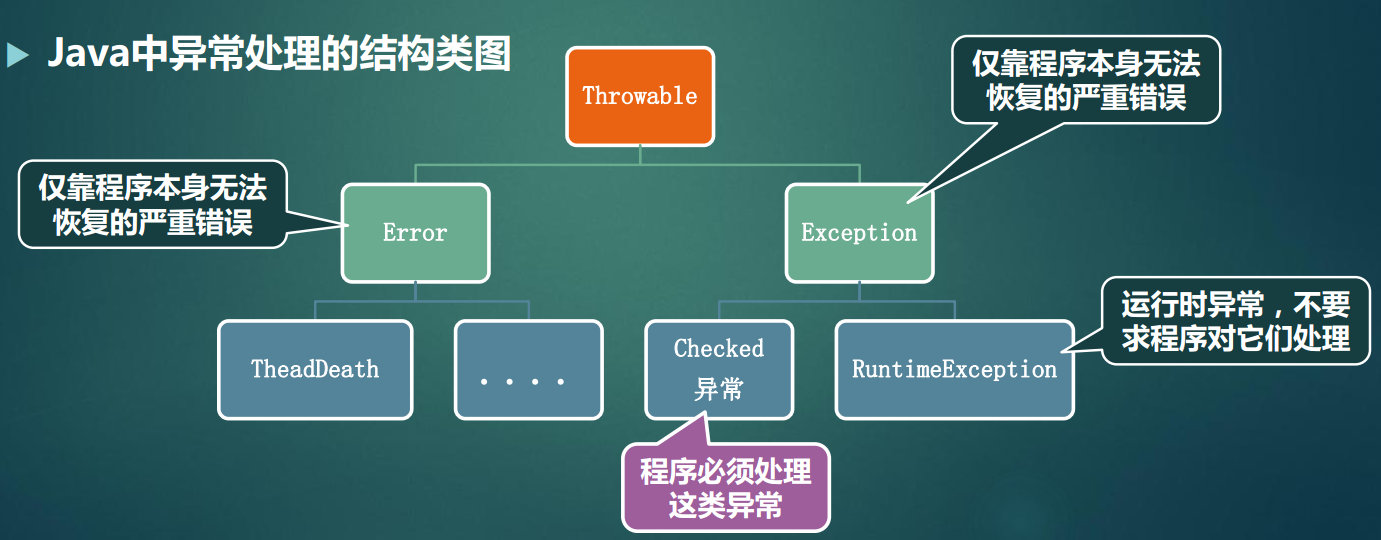 Java中异常处理的结构类图
Throwable
仅靠程序本身无法
恢复的严重错误
仅靠程序本身无法
恢复的严重错误
Error
Exception
运行时异常，不要
求程序对它们处理
TheadDeath
....
Checked
异常
RuntimeException
程序必须处理
这类异常